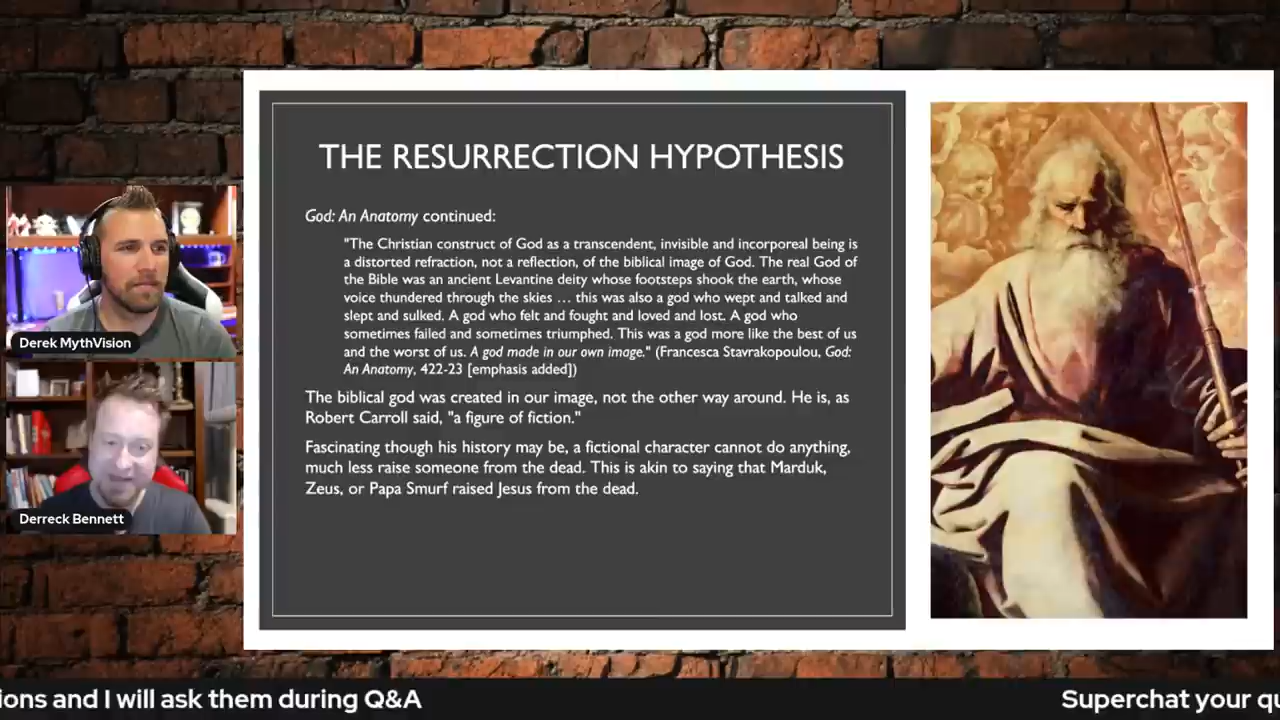 THE RESURRECTION HYPOTHESIS
God: An Anatomy continued:
"The Christian construct of God as a transcendent, invisible and incorporeal being is
a distorted refraction, not a reflection, of the biblical image of God. The real God of
the Bible was an ancient Levantine deity whose footsteps shook the earth, whose
voice thundered through the skies … this was also a god who wept and talked and
slept and sulked. A god who felt and fought and loved and lost. A god who
sometimes failed and sometimes triumphed. This was a god more like the best of us
and the worst of us. A god made in our own image." (Francesca Stavrakopoulou, God:
An Anatomy, 422-23 [emphasis added])
The biblical god was created in our image, not the other way around. He is, as
Robert Carroll said, "a figure of fiction."
Fascinating though his history may be, a fictional character cannot do anything,
much less raise someone from the dead. This is akin to saying that Marduk,
Zeus, or Papa Smurf raised Jesus from the dead.
Derek MythVision
Derreck Bennett
ions and I will ask them during Q&A
Superchat your qu